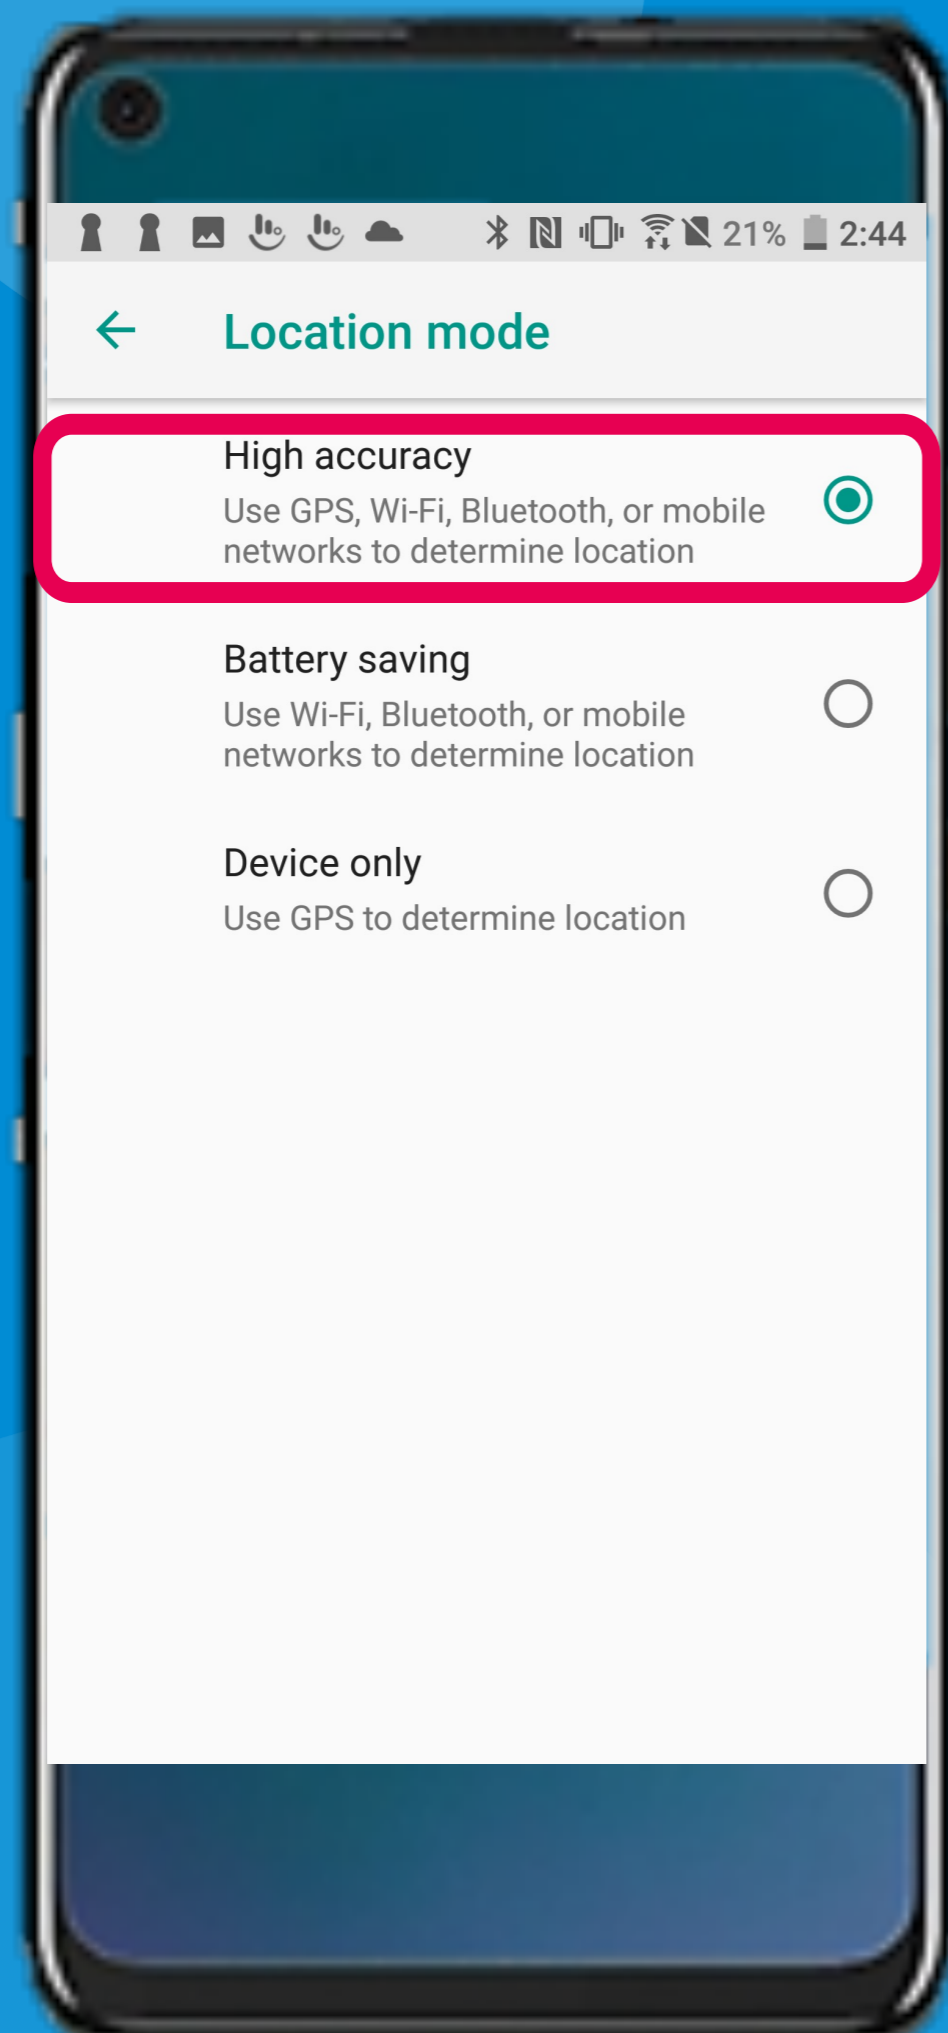 21% 2:44
Location mode
High accuracy
Use GPS, Wi-Fi, Bluetooth, or mobile
networks to determine location
Battery saving
Use Wi-Fi, Bluetooth, or mobile
networks to determine location
Device only
Use GPS to determine location